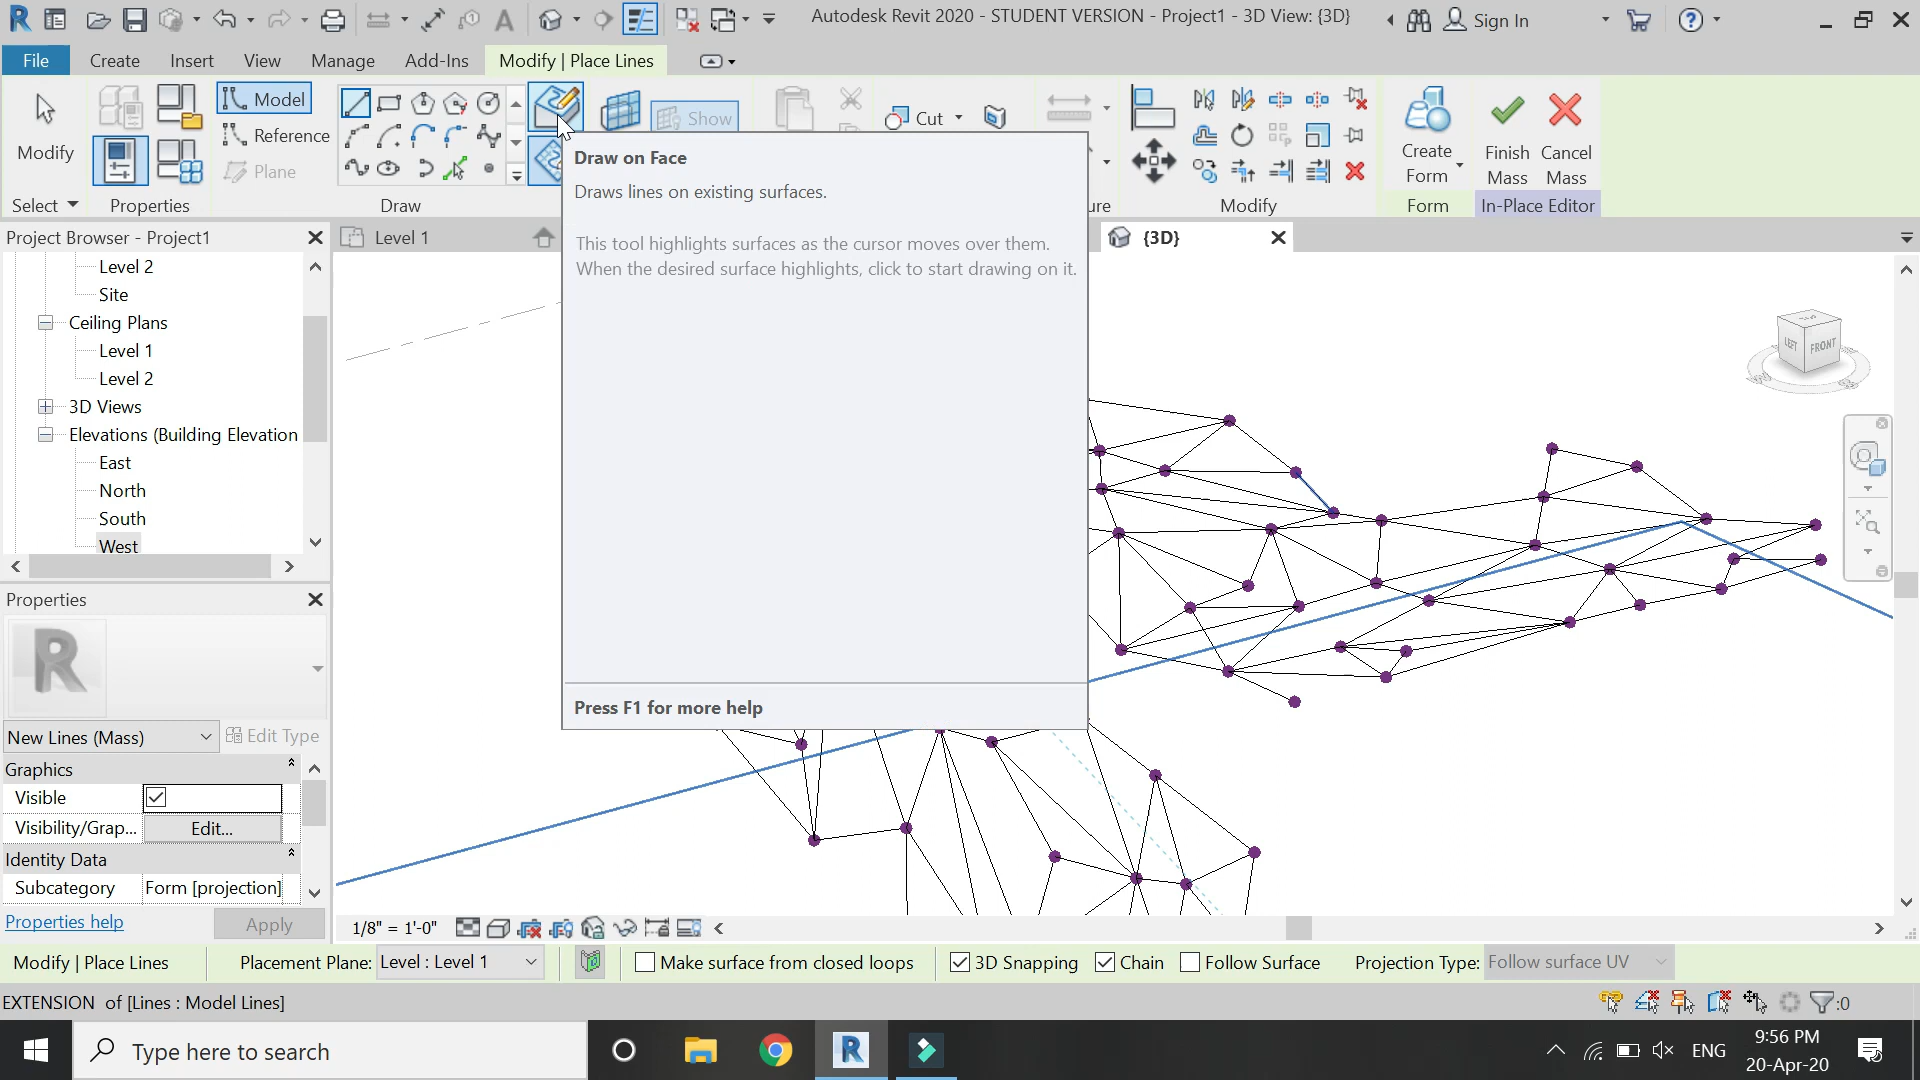 Autodesk Revit 2020 - STUDENT VERSION - Project1 - 3D View: {3D}
Sign In
File
Create
Insert
View
Manage
Add-Ins
Modify | Place Lines
Modify
Model
Reference
Plane
Show
Cut
Create
Form
Finish
Mass
Cancel
Mass
Select
Properties
Draw
ure
Modify
Form
In-Place Editor
Draw on Face
Draws lines on existing surfaces.
This tool highlights surfaces as the cursor moves over them.
When the desired surface highlights, click to start drawing on it.
Press F1 for more help
Project Browser - Project1
Level 1
{3D}
Level 2
Site
Ceiling Plans
Level 1
Level 2
3D Views
Elevations (Building Elevation
East
North
South
West
LEFT
FRONT
Properties
New Lines (Mass)
Edit Type
Graphics
Visible
Visibility/Grap...
Edit...
Identity Data
Subcategory
Form [projection]
Properties help
Apply
1/8" = 1'-0"
Modify | Place Lines
Placement Plane:
Level : Level 1
Make surface from closed loops
3D Snapping
Chain
Follow Surface
Projection Type:
Follow surface UV
EXTENSION of [Lines : Model Lines]
:0
Type here to search
ENG
9:56 PM
20-Apr-20